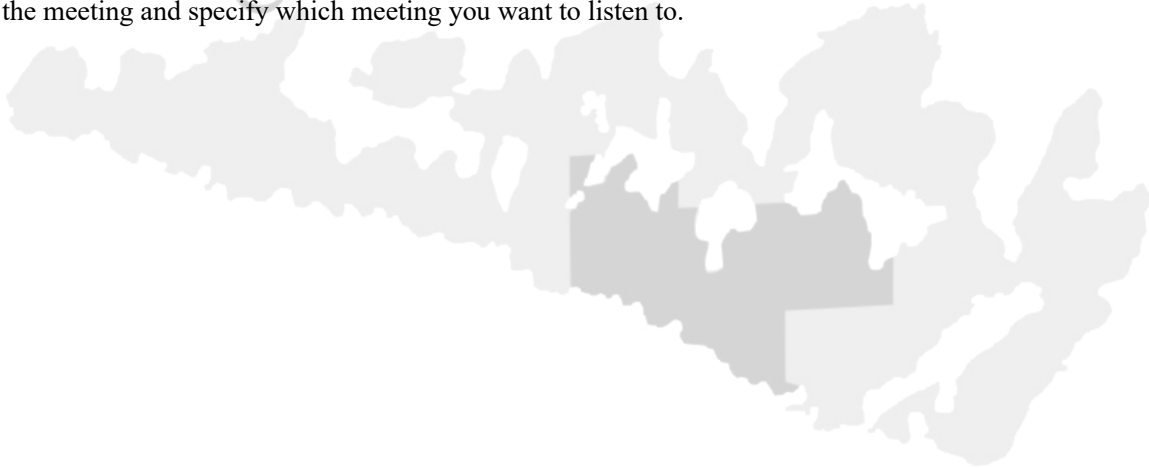 the meeting and specify which meeting you want to listen to.